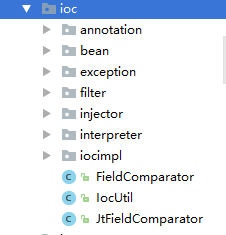 ioc
annotation
bean
exception
filter
injector
interpreter
iocimpl
FieldComparator
IocUtil
JtFieldComparator